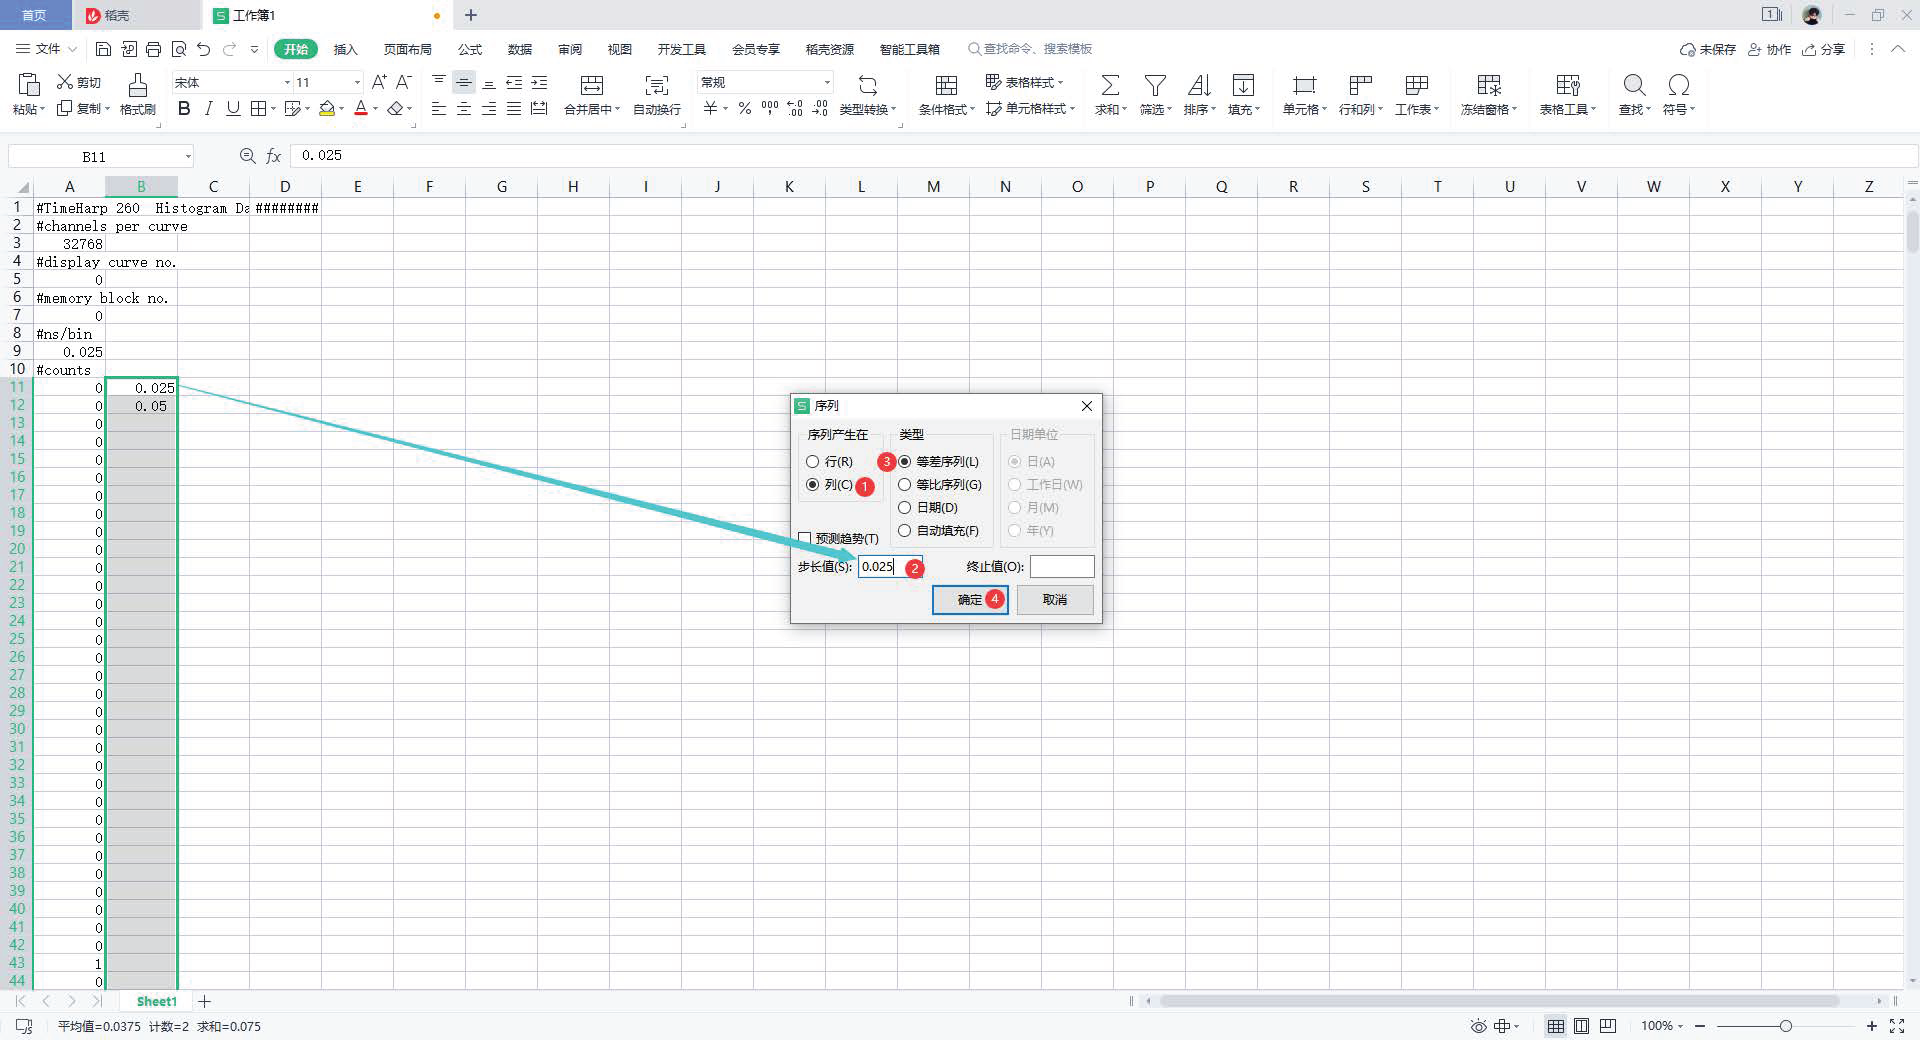 首页 稻壳 工作簿1
文件 开始 插入 页面布局 公式 数据 审阅 视图 开发工具 会员专享 稻壳资源 智能工具箱 查找命令、搜索模板 未保存 协作 分享
粘贴 剪切 复制 格式刷 宋体 11 合并居中 自动换行 常规 类型转换 条件格式 表格样式 单元格样式 求和 筛选 排序 填充 单元格 行和列 工作表 冻结窗格 表格工具 查找 符号
B11 fx 0.025
A B C D E F G H I J K L M N O P Q R S T U V W X Y Z
1 #TimeHarp 260 Histogram Da ########
2 #channels per curve
3 32768
4 #display curve no.
5 0
6 #memory block no.
7 0
8 #ns/bin
9 0.025
10 #counts
11 0 0.025
12 0 0.05
13 0
14 0
15 0
16 0
17 0
18 0
19 0
20 0
21 0
22 0
23 0
24 0
25 0
26 0
27 0
28 0
29 0
30 0
31 0
32 0
33 0
34 0
35 0
36 0
37 0
38 0
39 0
40 0
41 0
42 0
43 1
44 0
序列
序列产生在 类型 日期单位
行(R) 3 等差序列(L) 日(A)
列(C) 1 等比序列(G) 工作日(W)
日期(D) 月(M)
预测趋势(T) 自动填充(F) 年(Y)
步长值(S): 0.025 2 终止值(O):
确定 4 取消
Sheet1
平均值=0.0375 计数=2 求和=0.075 100%